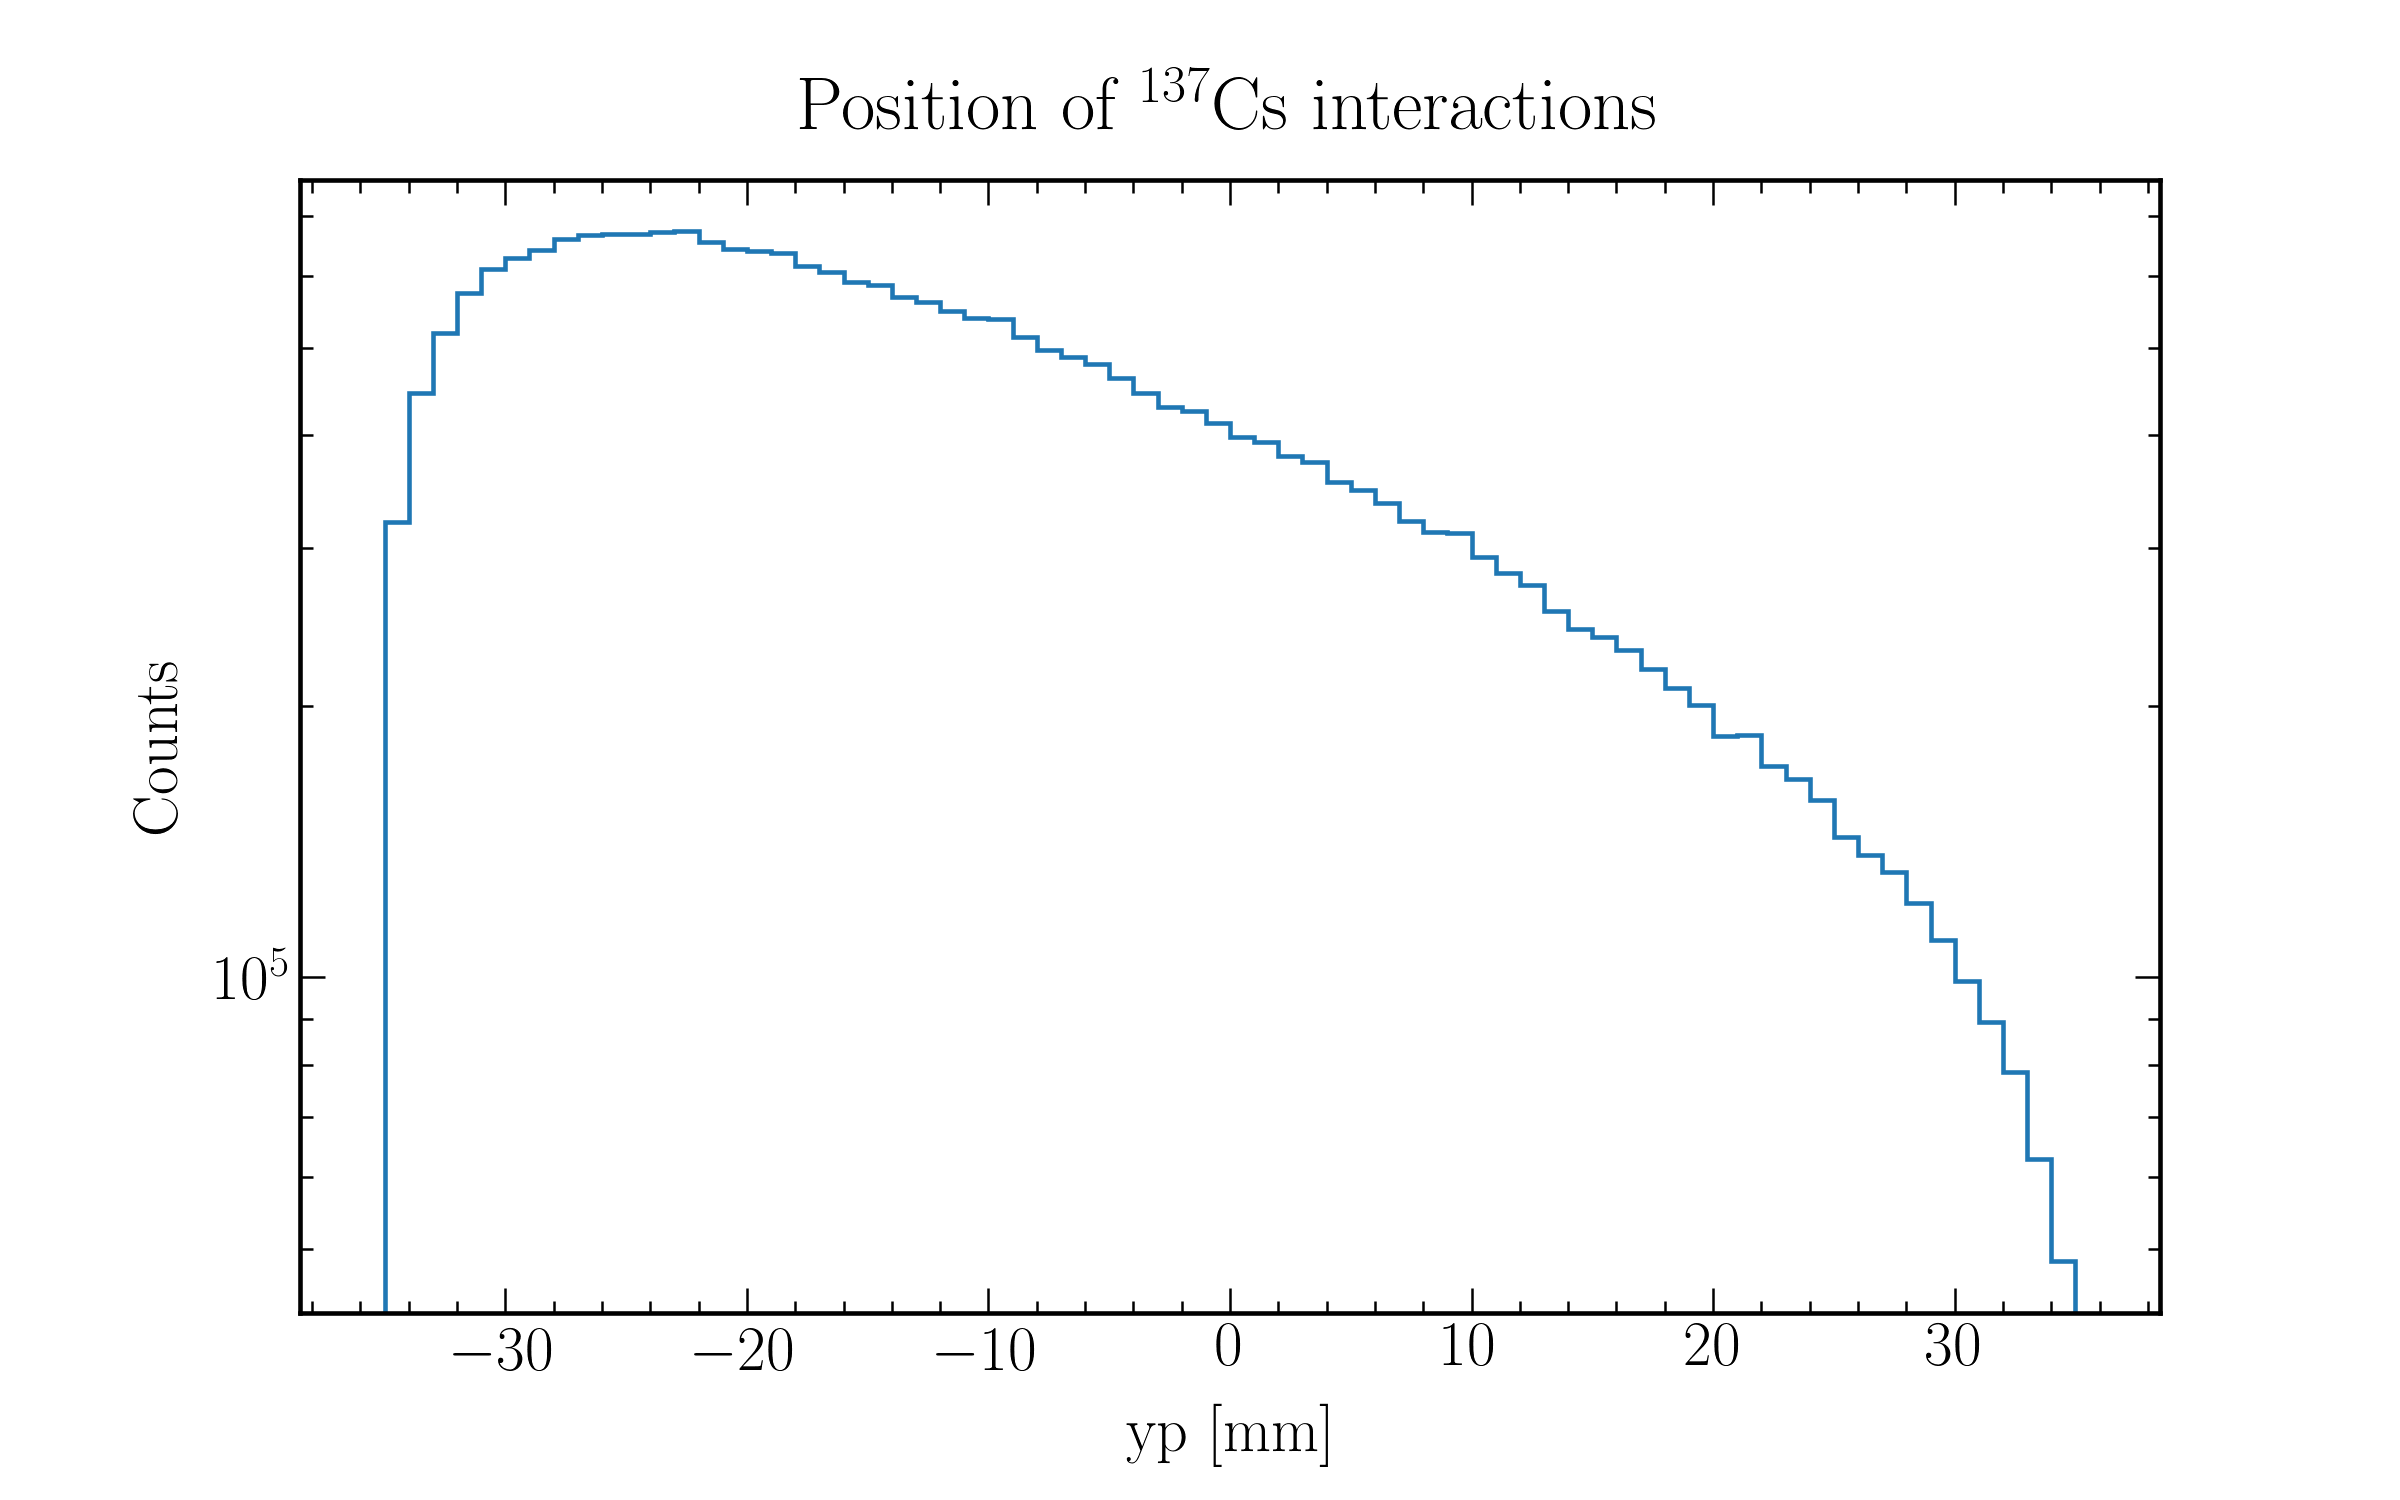 Position of ¹³⁷Cs interactions
Counts
10⁵
−30 −20 −10 0 10 20 30
yp [mm]